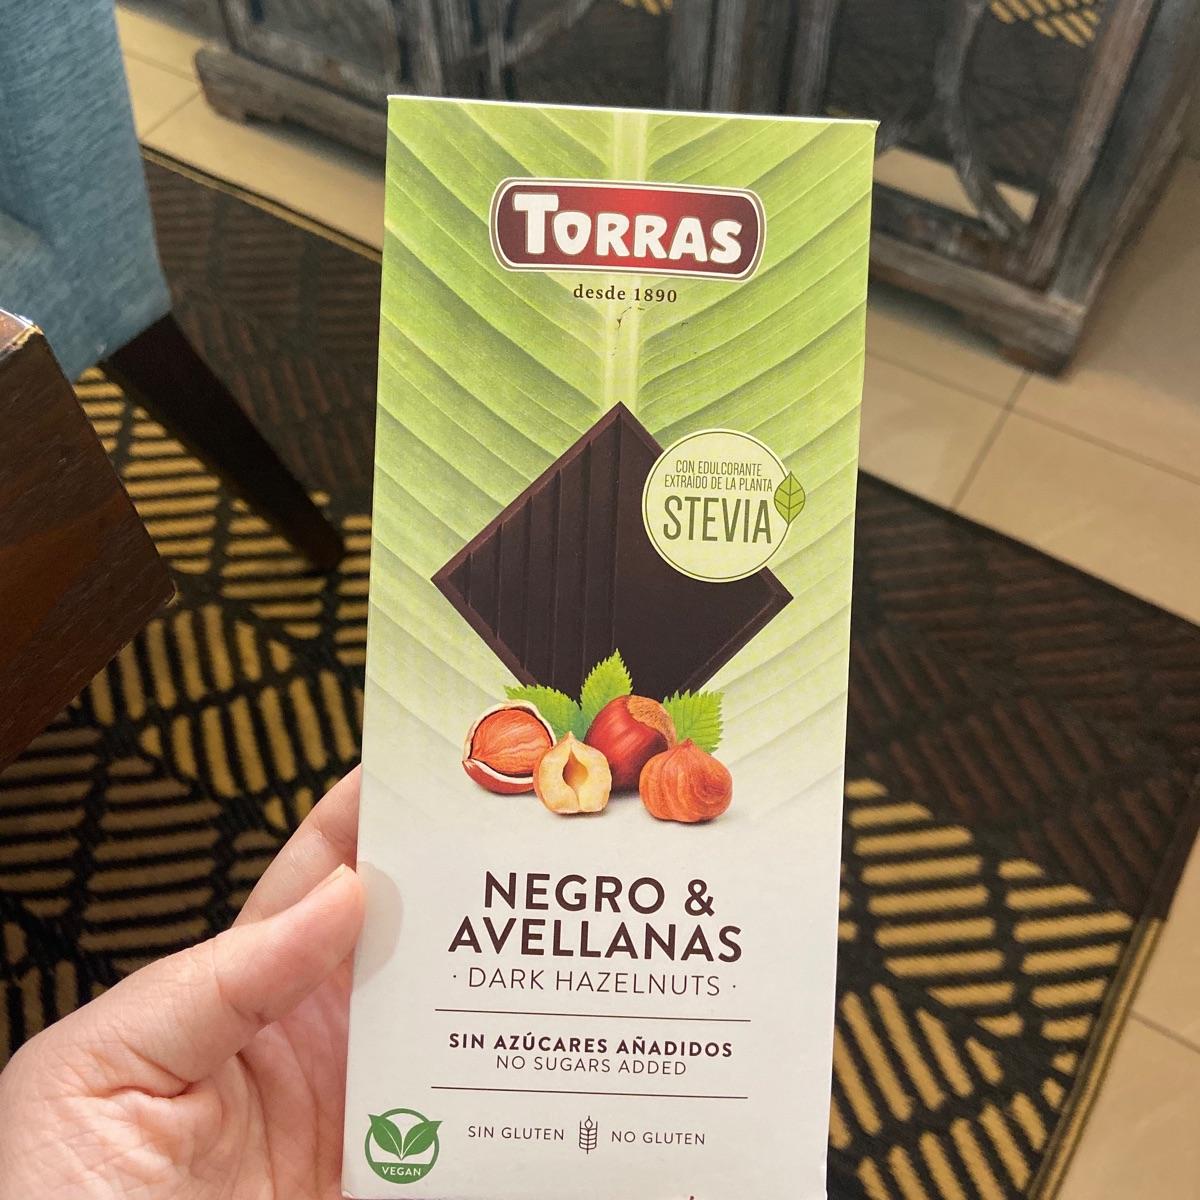 TORRAS
desde 1890
CON EDULCORANTE
EXTRAÍDO DE LA PLANTA
STEVIA
NEGRO &
AVELLANAS
· DARK HAZELNUTS ·
SIN AZÚCARES AÑADIDOS
NO SUGARS ADDED
SIN GLUTEN NO GLUTEN
VEGAN